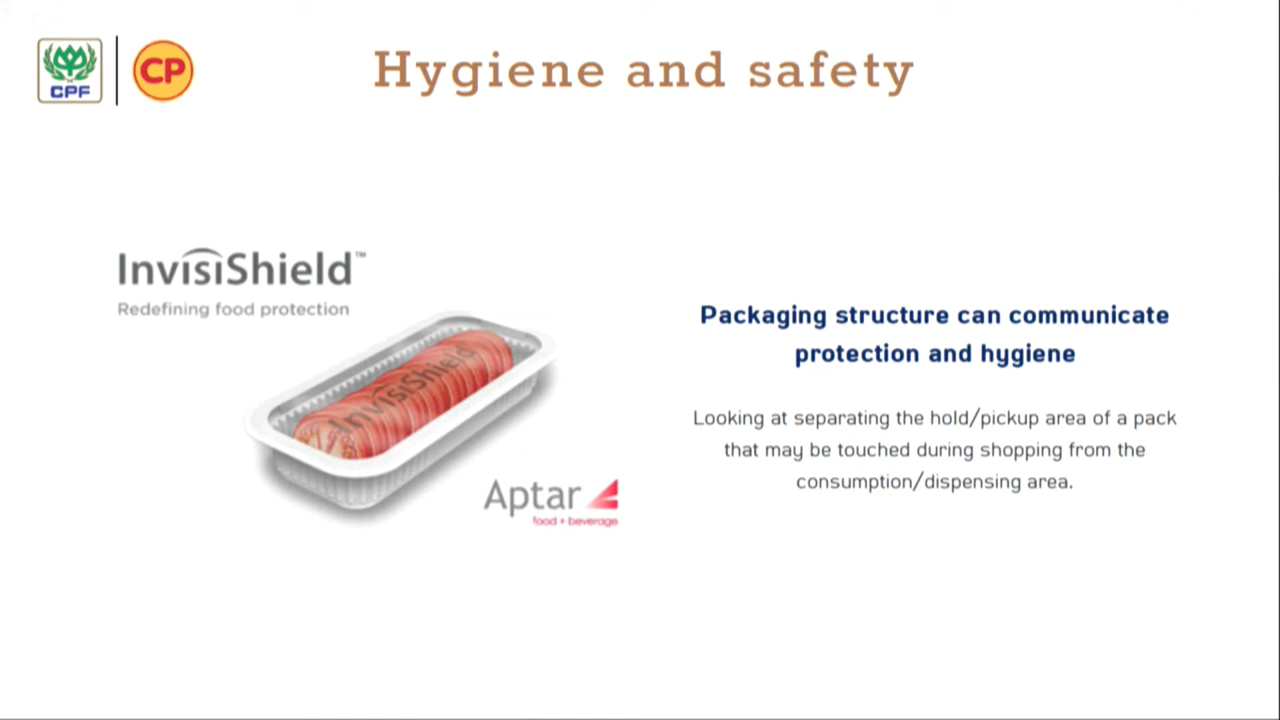 CPF
CP
Hygiene and safety
InvisiShield™
Redefining food protection
InvisiShield
Aptar
food + beverage
Packaging structure can communicate
protection and hygiene
Looking at separating the hold/pickup area of a pack
that may be touched during shopping from the
consumption/dispensing area.